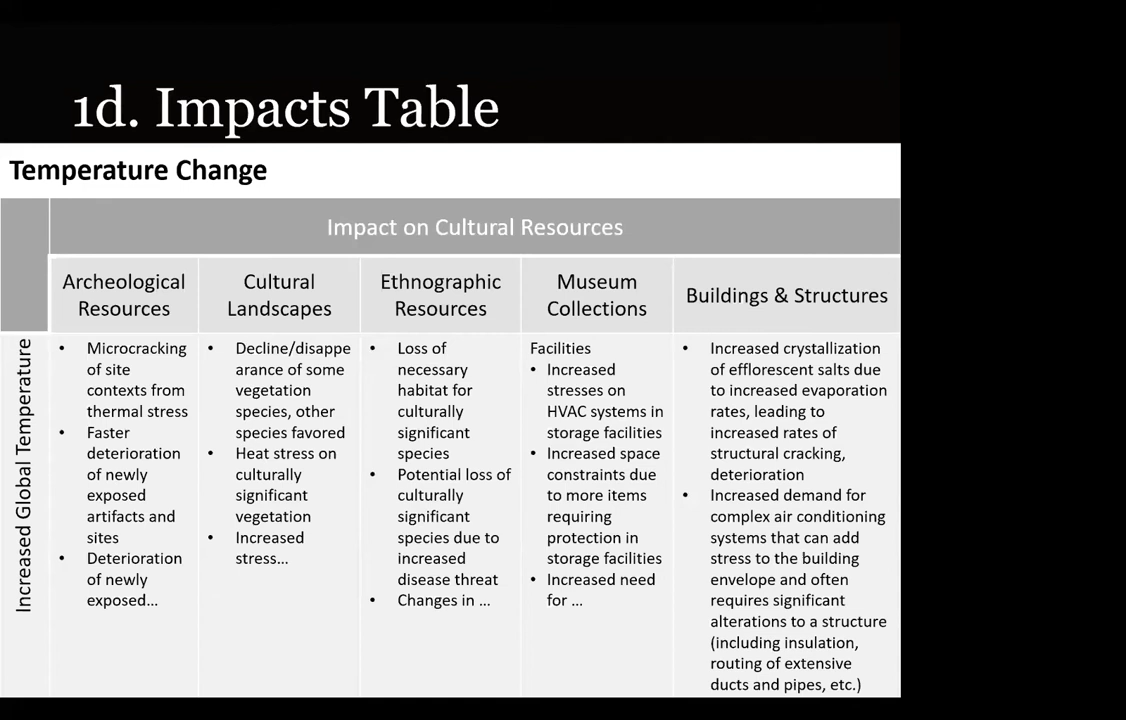 1d. Impacts Table
Temperature Change
Impact on Cultural Resources
Archeological
Resources
Cultural
Landscapes
Ethnographic
Resources
Museum
Collections
Buildings & Structures
Increased Global Temperature
• Microcracking
of site
contexts from
thermal stress
• Faster
deterioration
of newly
exposed
artifacts and
sites
• Deterioration
of newly
exposed…
• Decline/disappe
arance of some
vegetation
species, other
species favored
• Heat stress on
culturally
significant
vegetation
• Increased
stress…
• Loss of
necessary
habitat for
culturally
significant
species
• Potential loss of
culturally
significant
species due to
increased
disease threat
• Changes in …
Facilities
• Increased
stresses on
HVAC systems in
storage facilities
• Increased space
constraints due
to more items
requiring
protection in
storage facilities
• Increased need
for …
• Increased crystallization
of efflorescent salts due
to increased evaporation
rates, leading to
increased rates of
structural cracking,
deterioration
• Increased demand for
complex air conditioning
systems that can add
stress to the building
envelope and often
requires significant
alterations to a structure
(including insulation,
routing of extensive
ducts and pipes, etc.)